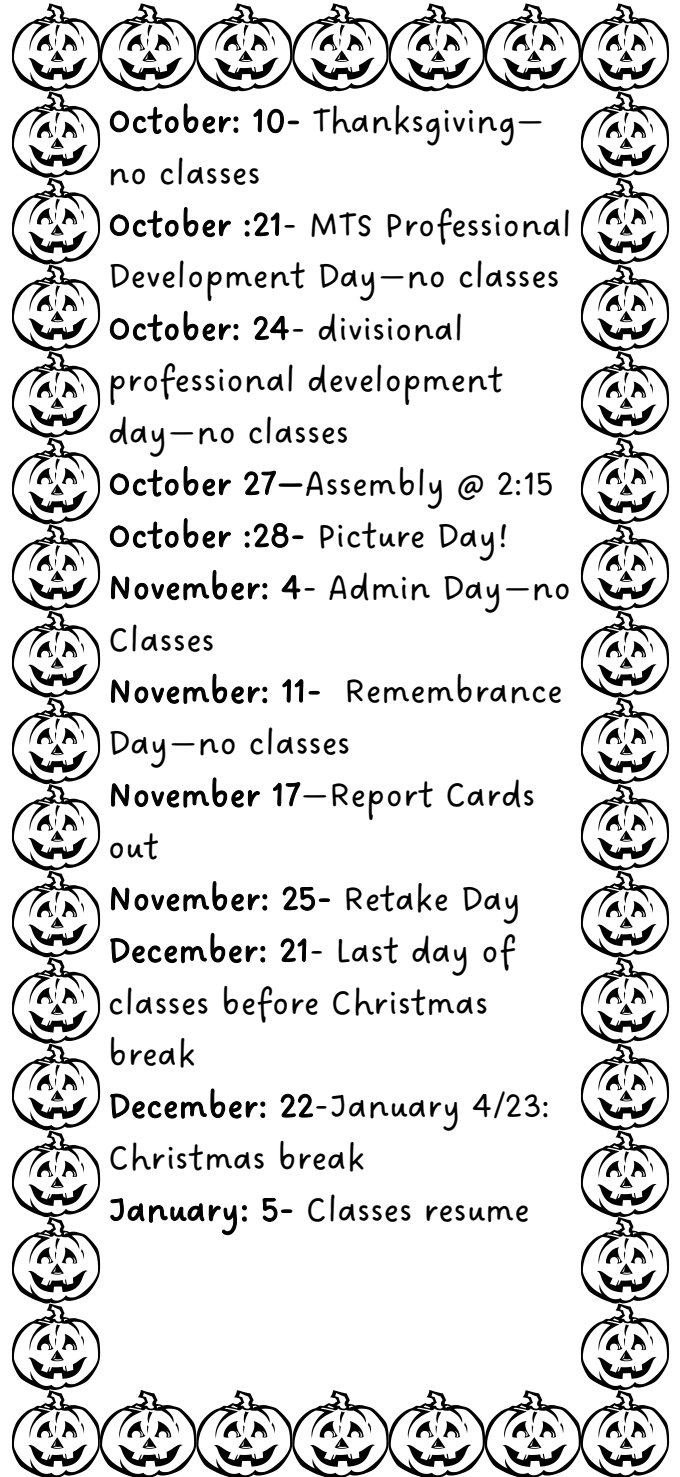 October: 10- Thanksgiving—
no classes
October :21- MTS Professional
Development Day—no classes
October: 24- divisional
professional development
day—no classes
October 27—Assembly @ 2:15
October :28- Picture Day!
November: 4- Admin Day—no
Classes
November: 11-  Remembrance
Day—no classes
November 17—Report Cards
out
November: 25- Retake Day
December: 21- Last day of
classes before Christmas
break
December: 22-January 4/23:
Christmas break
January: 5- Classes resume